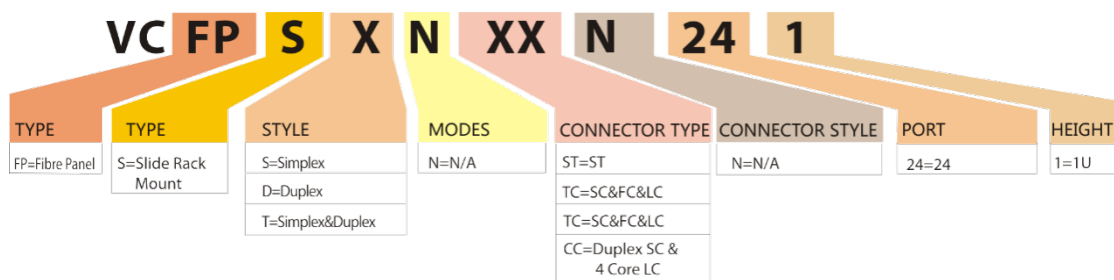 VC FP S X N XX N 24 1
TYPE TYPE STYLE MODES CONNECTOR TYPE CONNECTOR STYLE PORT HEIGHT
FP=Fibre Panel
S=Slide Rack
Mount
S=Simplex
D=Duplex
T=Simplex&Duplex
N=N/A
ST=ST
TC=SC&FC&LC
TC=SC&FC&LC
CC=Duplex SC &
4 Core LC
N=N/A
24=24
1=1U